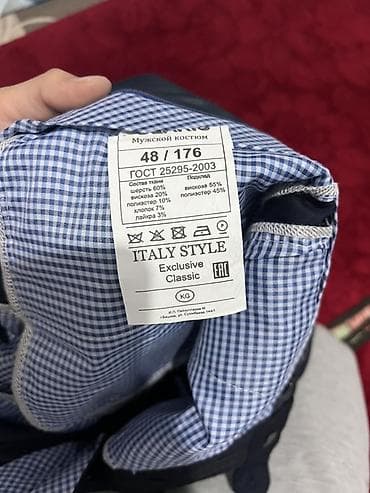 Мужской костюм
48 / 176
ГОСТ 25295-2003
Состав ткани Подклад
шерсть 60% вискоза 55%
вискоза 20% полиэстер 45%
полиэстер 10%
хлопок 7%
лайкра 3%
ITALY STYLE
Exclusive
Classic
EAC
KG